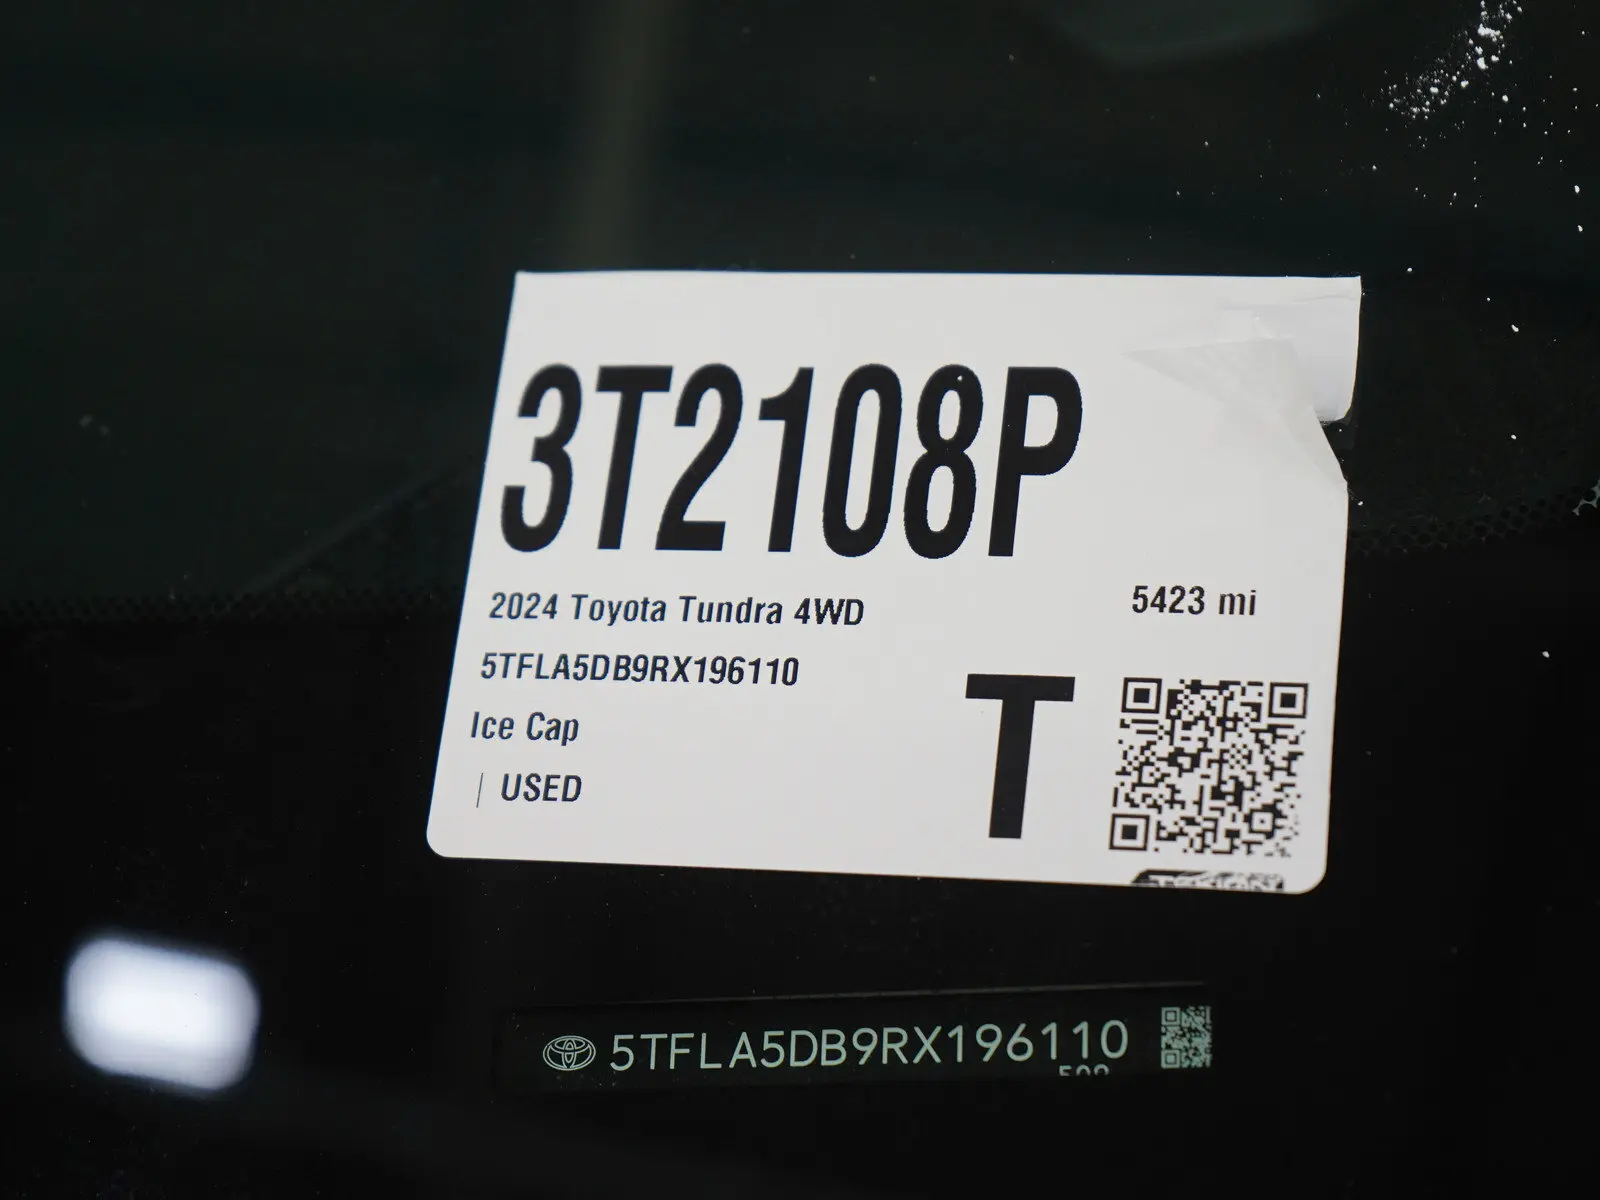 3T2108P
2024 Toyota Tundra 4WD
5423 mi
5TFLA5DB9RX196110
Ice Cap
T
| USED
5TFLA5DB9RX196110